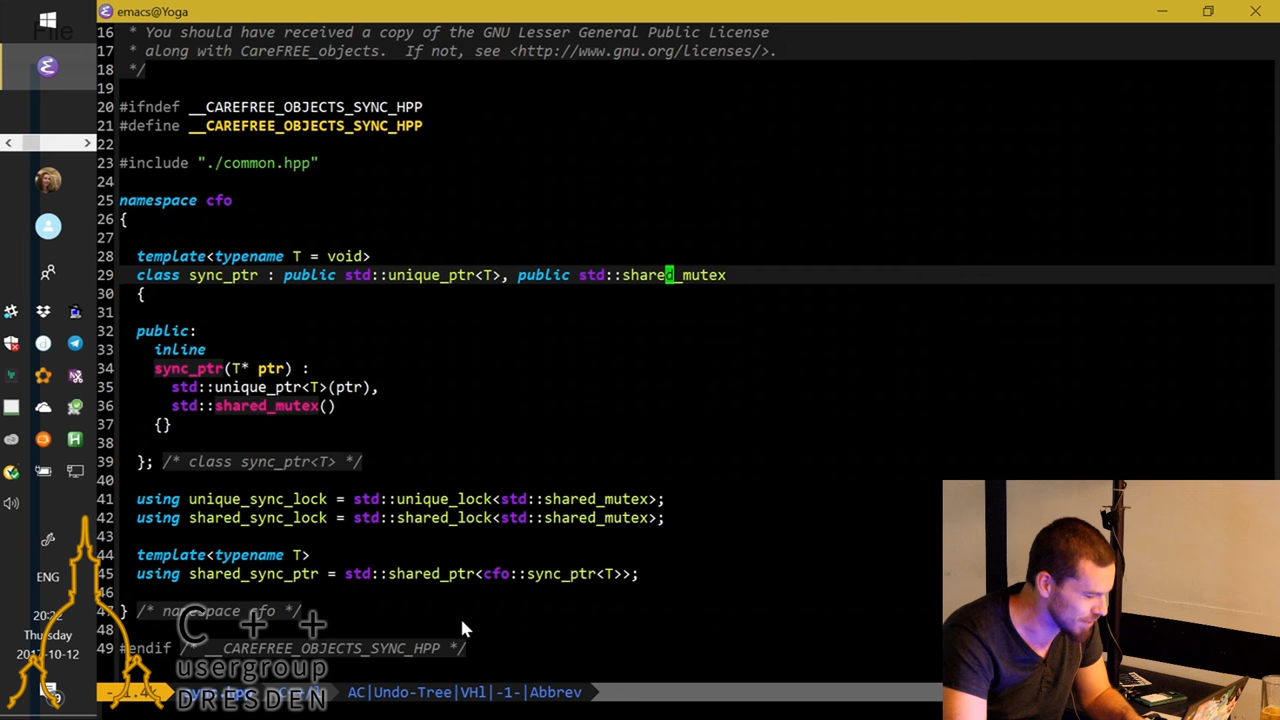 File
emacs@Yoga
16 * You should have received a copy of the GNU Lesser General Public License
17 * along with CareFREE_objects. If not, see <http://www.gnu.org/licenses/>.
18 */
19
20 #ifndef __CAREFREE_OBJECTS_SYNC_HPP
21 #define __CAREFREE_OBJECTS_SYNC_HPP
22
23 #include "./common.hpp"
24
25 namespace cfo
26 {
27
28 template<typename T = void>
29 class sync_ptr : public std::unique_ptr<T>, public std::shared_mutex
30 {
31
32 public:
33 inline
34 sync_ptr(T* ptr) :
35 std::unique_ptr<T>(ptr),
36 std::shared_mutex()
37 {}
38
39 }; /* class sync_ptr<T> */
40
41 using unique_sync_lock = std::unique_lock<std::shared_mutex>;
42 using shared_sync_lock = std::shared_lock<std::shared_mutex>;
43
44 template<typename T>
45 using shared_sync_ptr = std::shared_ptr<cfo::sync_ptr<T>>;
46
47 } /* namespace cfo */
48
49 #endif /* __CAREFREE_OBJECTS_SYNC_HPP */
AC|Undo-Tree|VHl|-1-|Abbrev
ENG
Thursday
2017-10-12
C + +
usergroup
DRESDEN